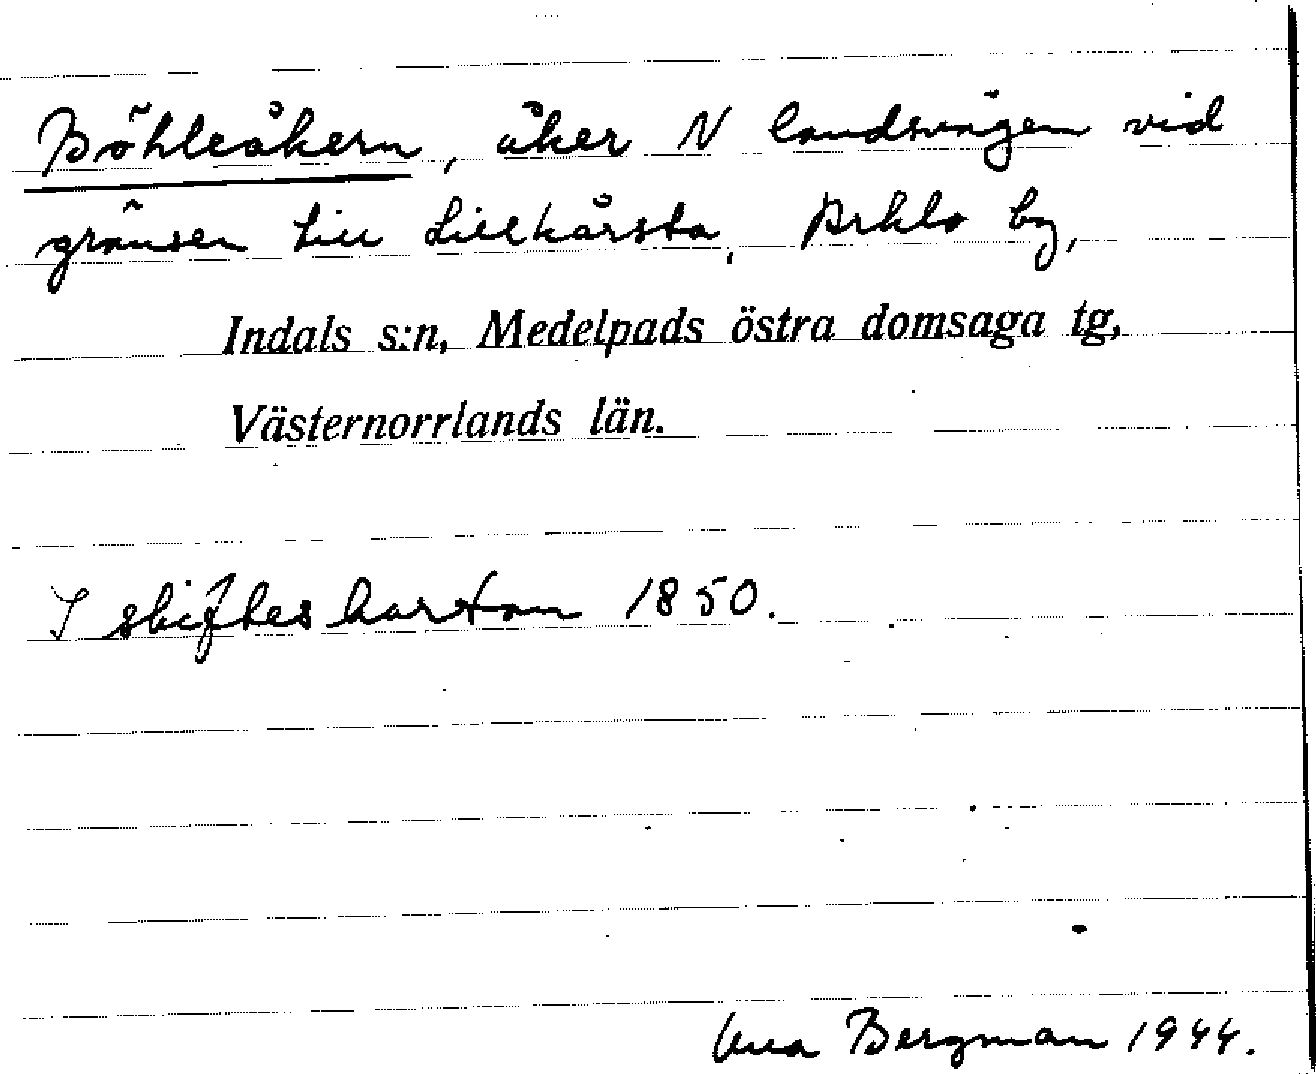 Böhleåkern, åker N landsvägen vid
gränsen till Lillkårsta, Arklo by,
Indals s:n, Medelpads östra domsaga tg,
Västernorrlands län.
I skifteskartan 1850.
Bergman 1944.